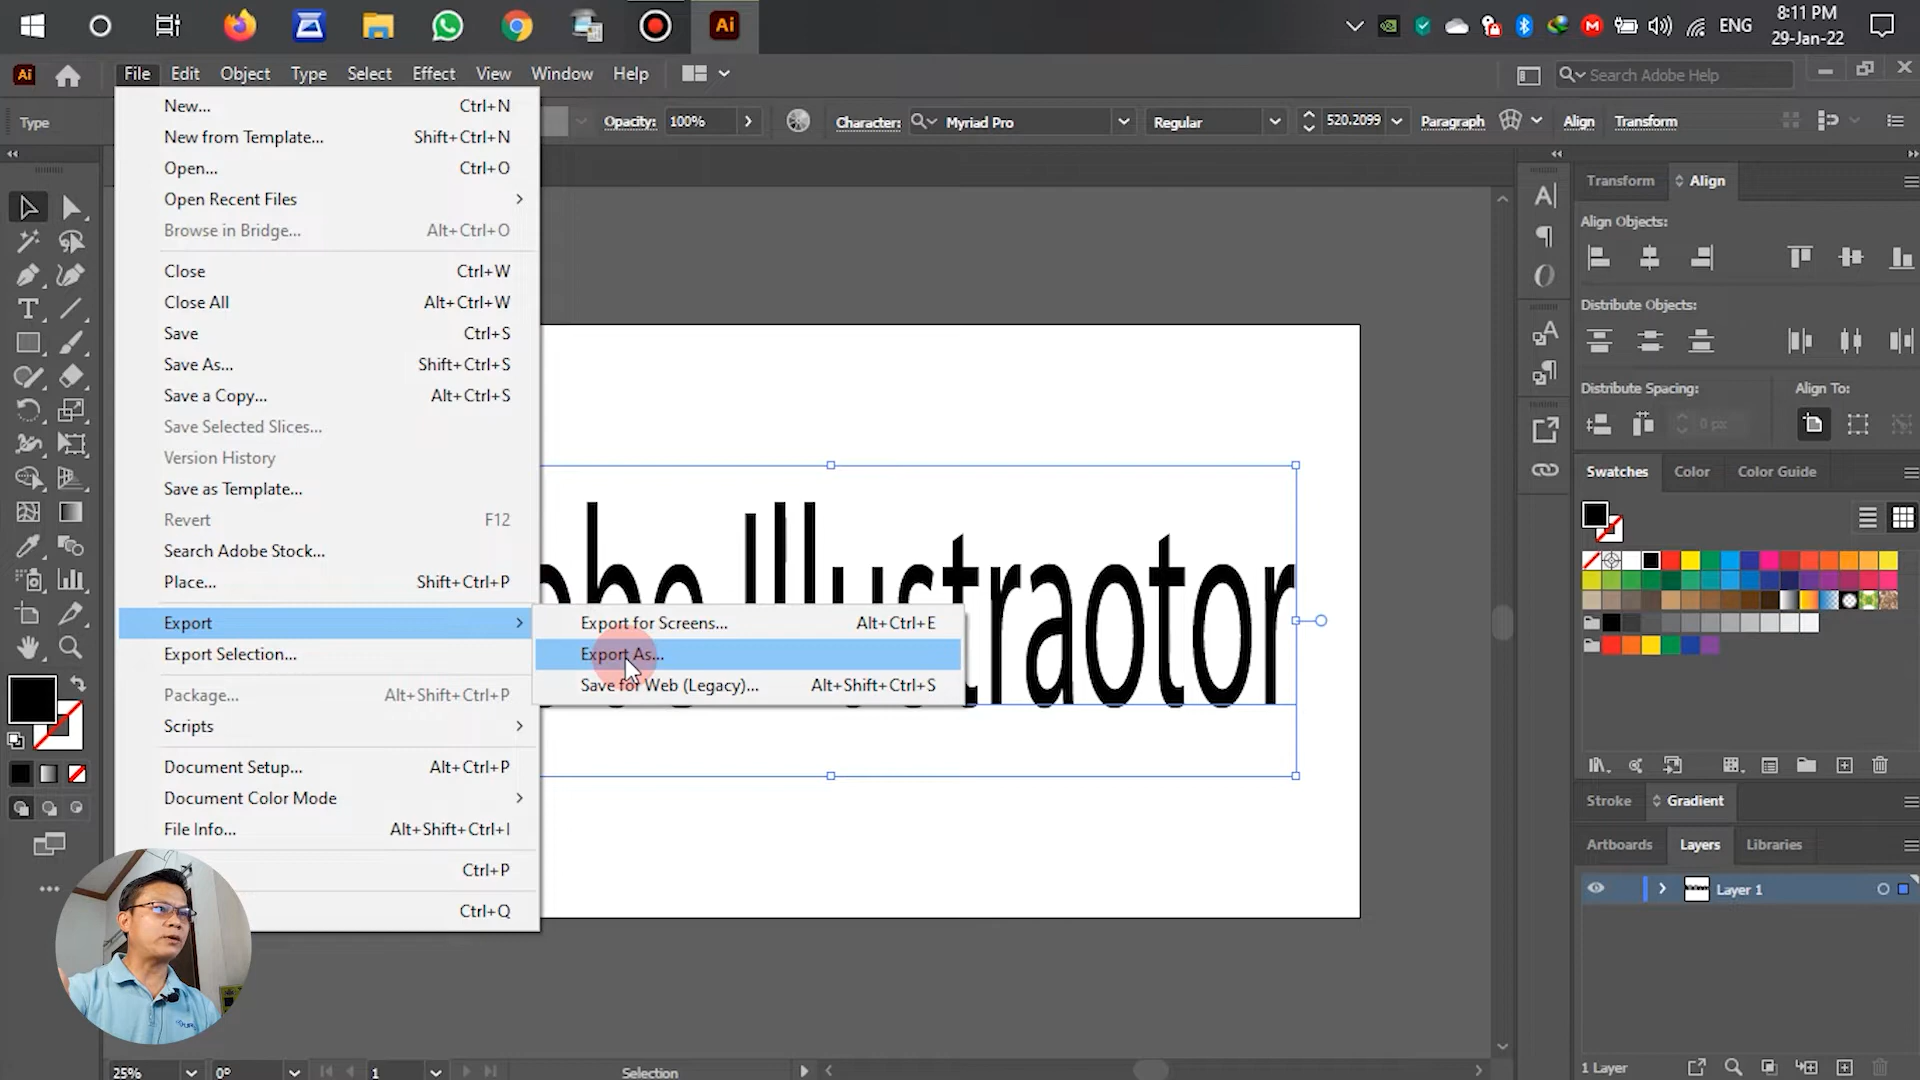 ENG
8:11 PM
29-Jan-22
Ai
Ai
File Edit Object Type Select Effect View Window Help
Search Adobe Help
Type
Opacity: 100%
Character: Myriad Pro
Regular
520.2099
Paragraph
Align
Transform
New... Ctrl+N
New from Template... Shift+Ctrl+N
Open... Ctrl+O
Open Recent Files
Browse in Bridge... Alt+Ctrl+O
Close Ctrl+W
Close All Alt+Ctrl+W
Save Ctrl+S
Save As... Shift+Ctrl+S
Save a Copy... Alt+Ctrl+S
Save Selected Slices...
Version History
Save as Template...
Revert F12
Search Adobe Stock...
Place... Shift+Ctrl+P
Export
Export Selection...
Package... Alt+Shift+Ctrl+P
Scripts
Document Setup... Alt+Ctrl+P
Document Color Mode
File Info... Alt+Shift+Ctrl+I
Ctrl+P
Ctrl+Q
Export for Screens... Alt+Ctrl+E
Export As...
Save for Web (Legacy)... Alt+Shift+Ctrl+S
obe Illustraotor
Transform Align
Align Objects:
Distribute Objects:
Distribute Spacing: Align To:
0 px
Swatches Color Color Guide
Stroke Gradient
Artboards Layers Libraries
Layer 1
1 Layer
25% 0° 1 Selection